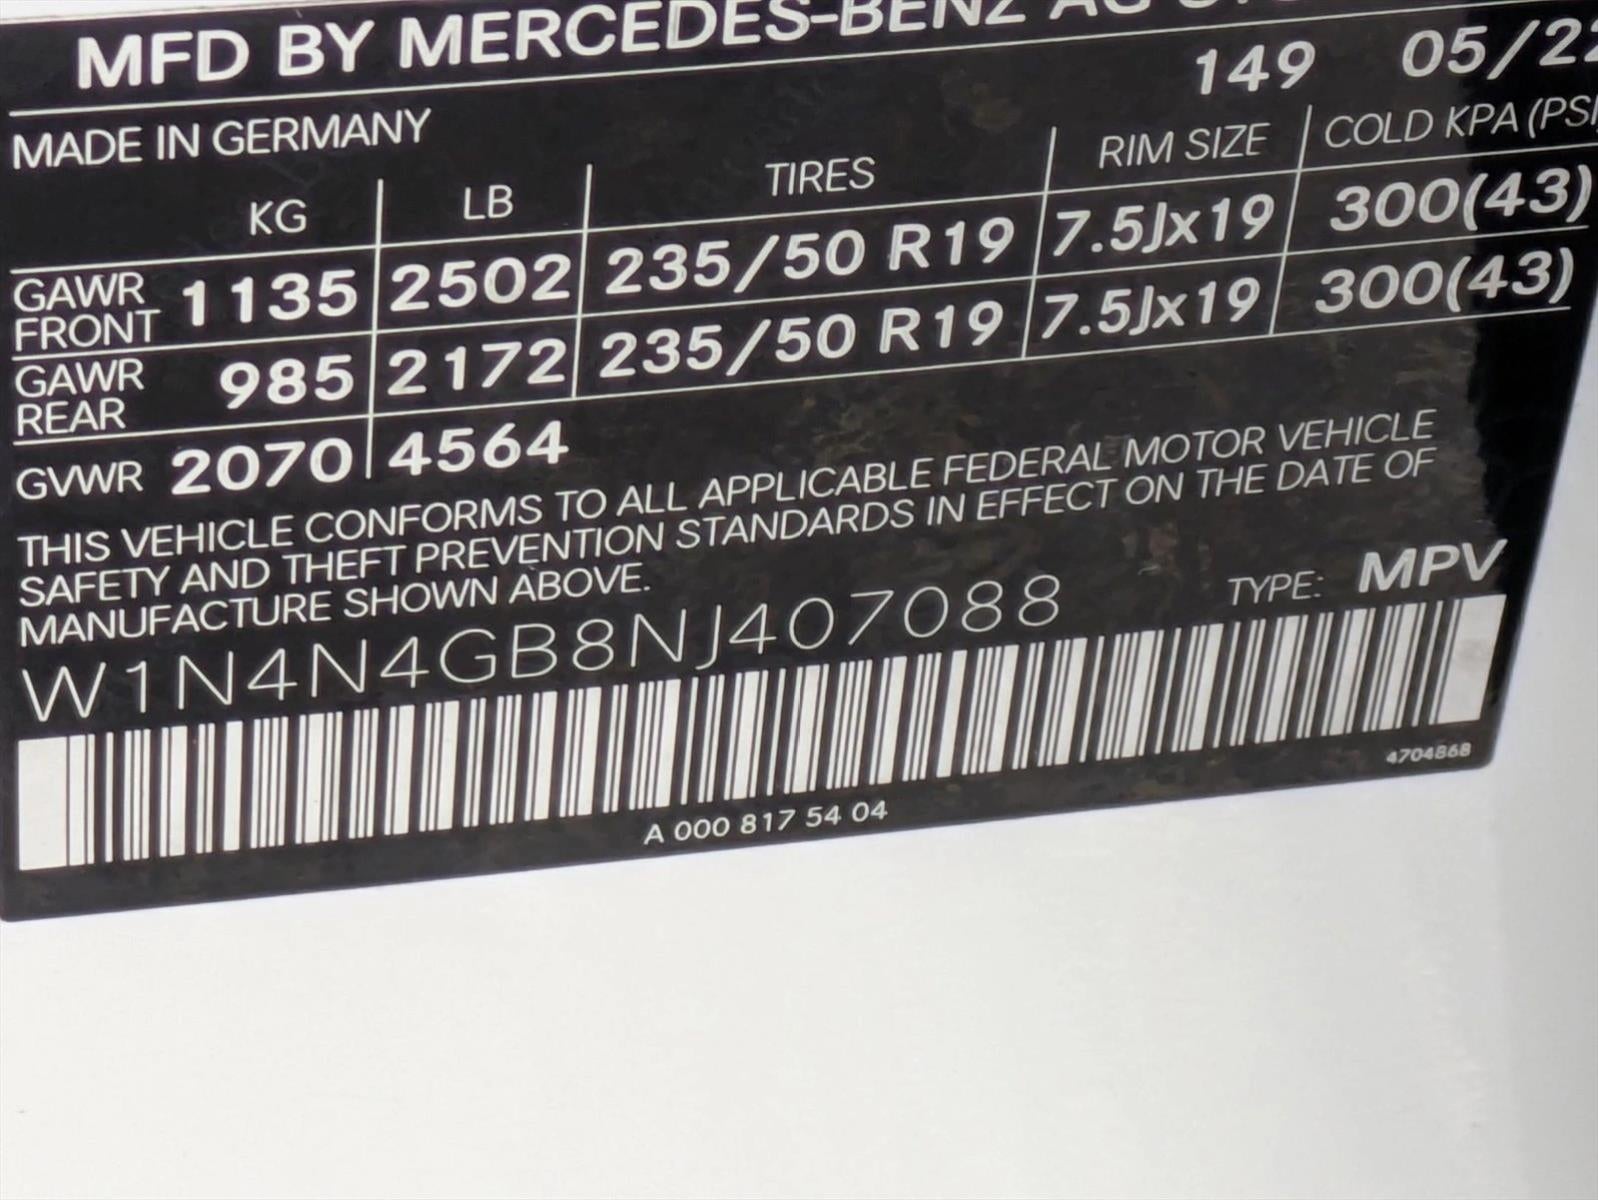 MFD BY MERCEDES-BENZ AG
149 05/22
MADE IN GERMANY
KG LB TIRES RIM SIZE COLD KPA (PSI)
GAWR FRONT 1135 2502 235/50 R19 7.5Jx19 300(43)
GAWR REAR 985 2172 235/50 R19 7.5Jx19 300(43)
GVWR 2070 4564
THIS VEHICLE CONFORMS TO ALL APPLICABLE FEDERAL MOTOR VEHICLE
SAFETY AND THEFT PREVENTION STANDARDS IN EFFECT ON THE DATE OF
MANUFACTURE SHOWN ABOVE.
TYPE: MPV
W1N4N4GB8NJ407088
4704868
A 000 817 54 04